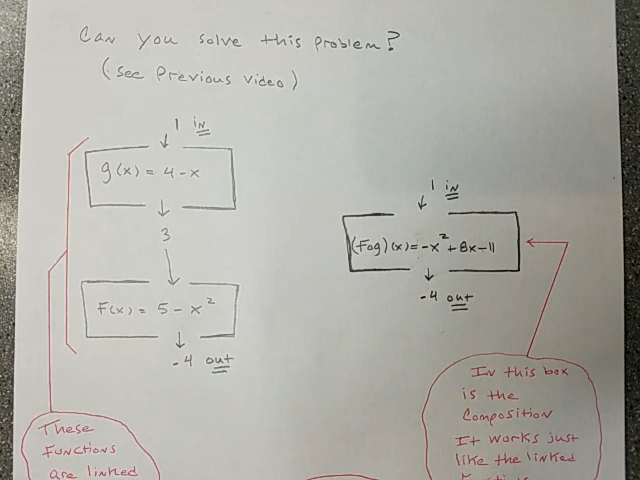 Can you solve this problem?
(see Previous video)
1 in
g(x) = 4 - x
3
F(x) = 5 - x²
-4 out
1 in
(Fog)(x) = -x² + 8x - 11
-4 out
These
Functions
are linked
In this box
is the
Composition
It works just
like the linked